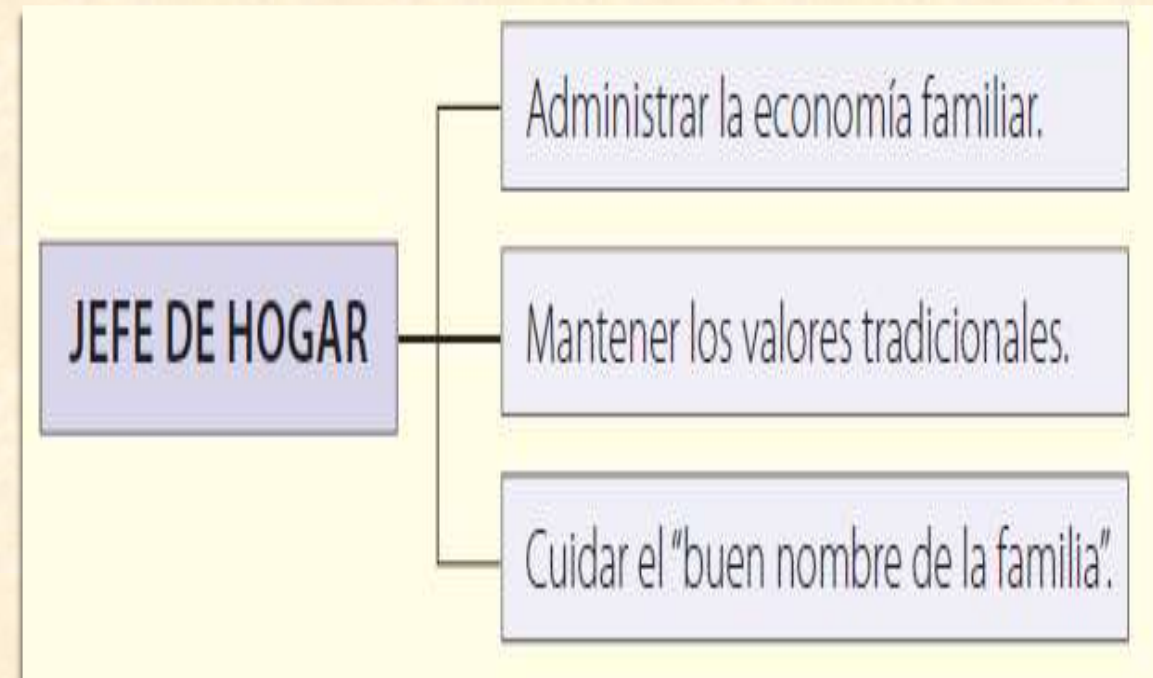 Administrar la economía familiar.
JEFE DE HOGAR
Mantener los valores tradicionales.
Cuidar el “buen nombre de la familia”.